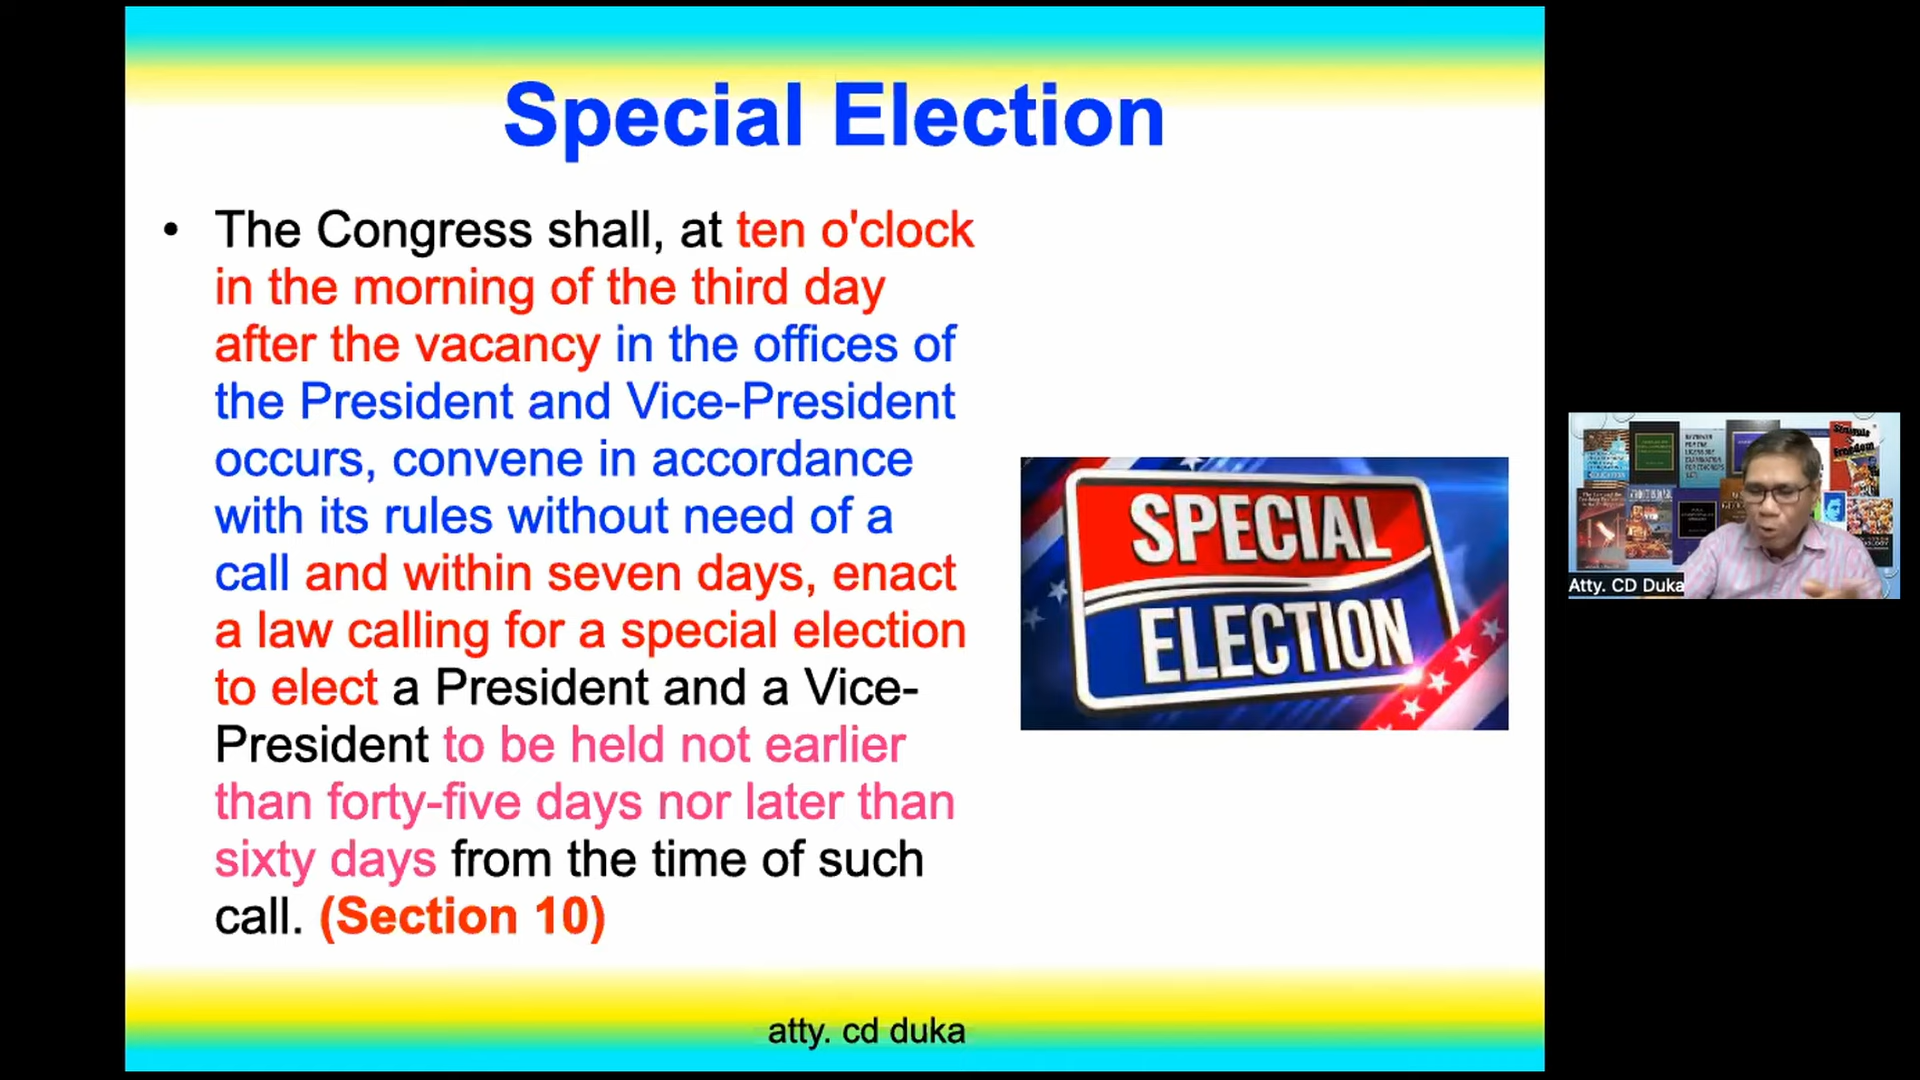 Special Election
• The Congress shall, at ten o'clock
in the morning of the third day
after the vacancy in the offices of
the President and Vice-President
occurs, convene in accordance
with its rules without need of a
call and within seven days, enact
a law calling for a special election
to elect a President and a Vice-
President to be held not earlier
than forty-five days nor later than
sixty days from the time of such
call. (Section 10)
SPECIAL
ELECTION
atty. cd duka
Atty. CD Duka